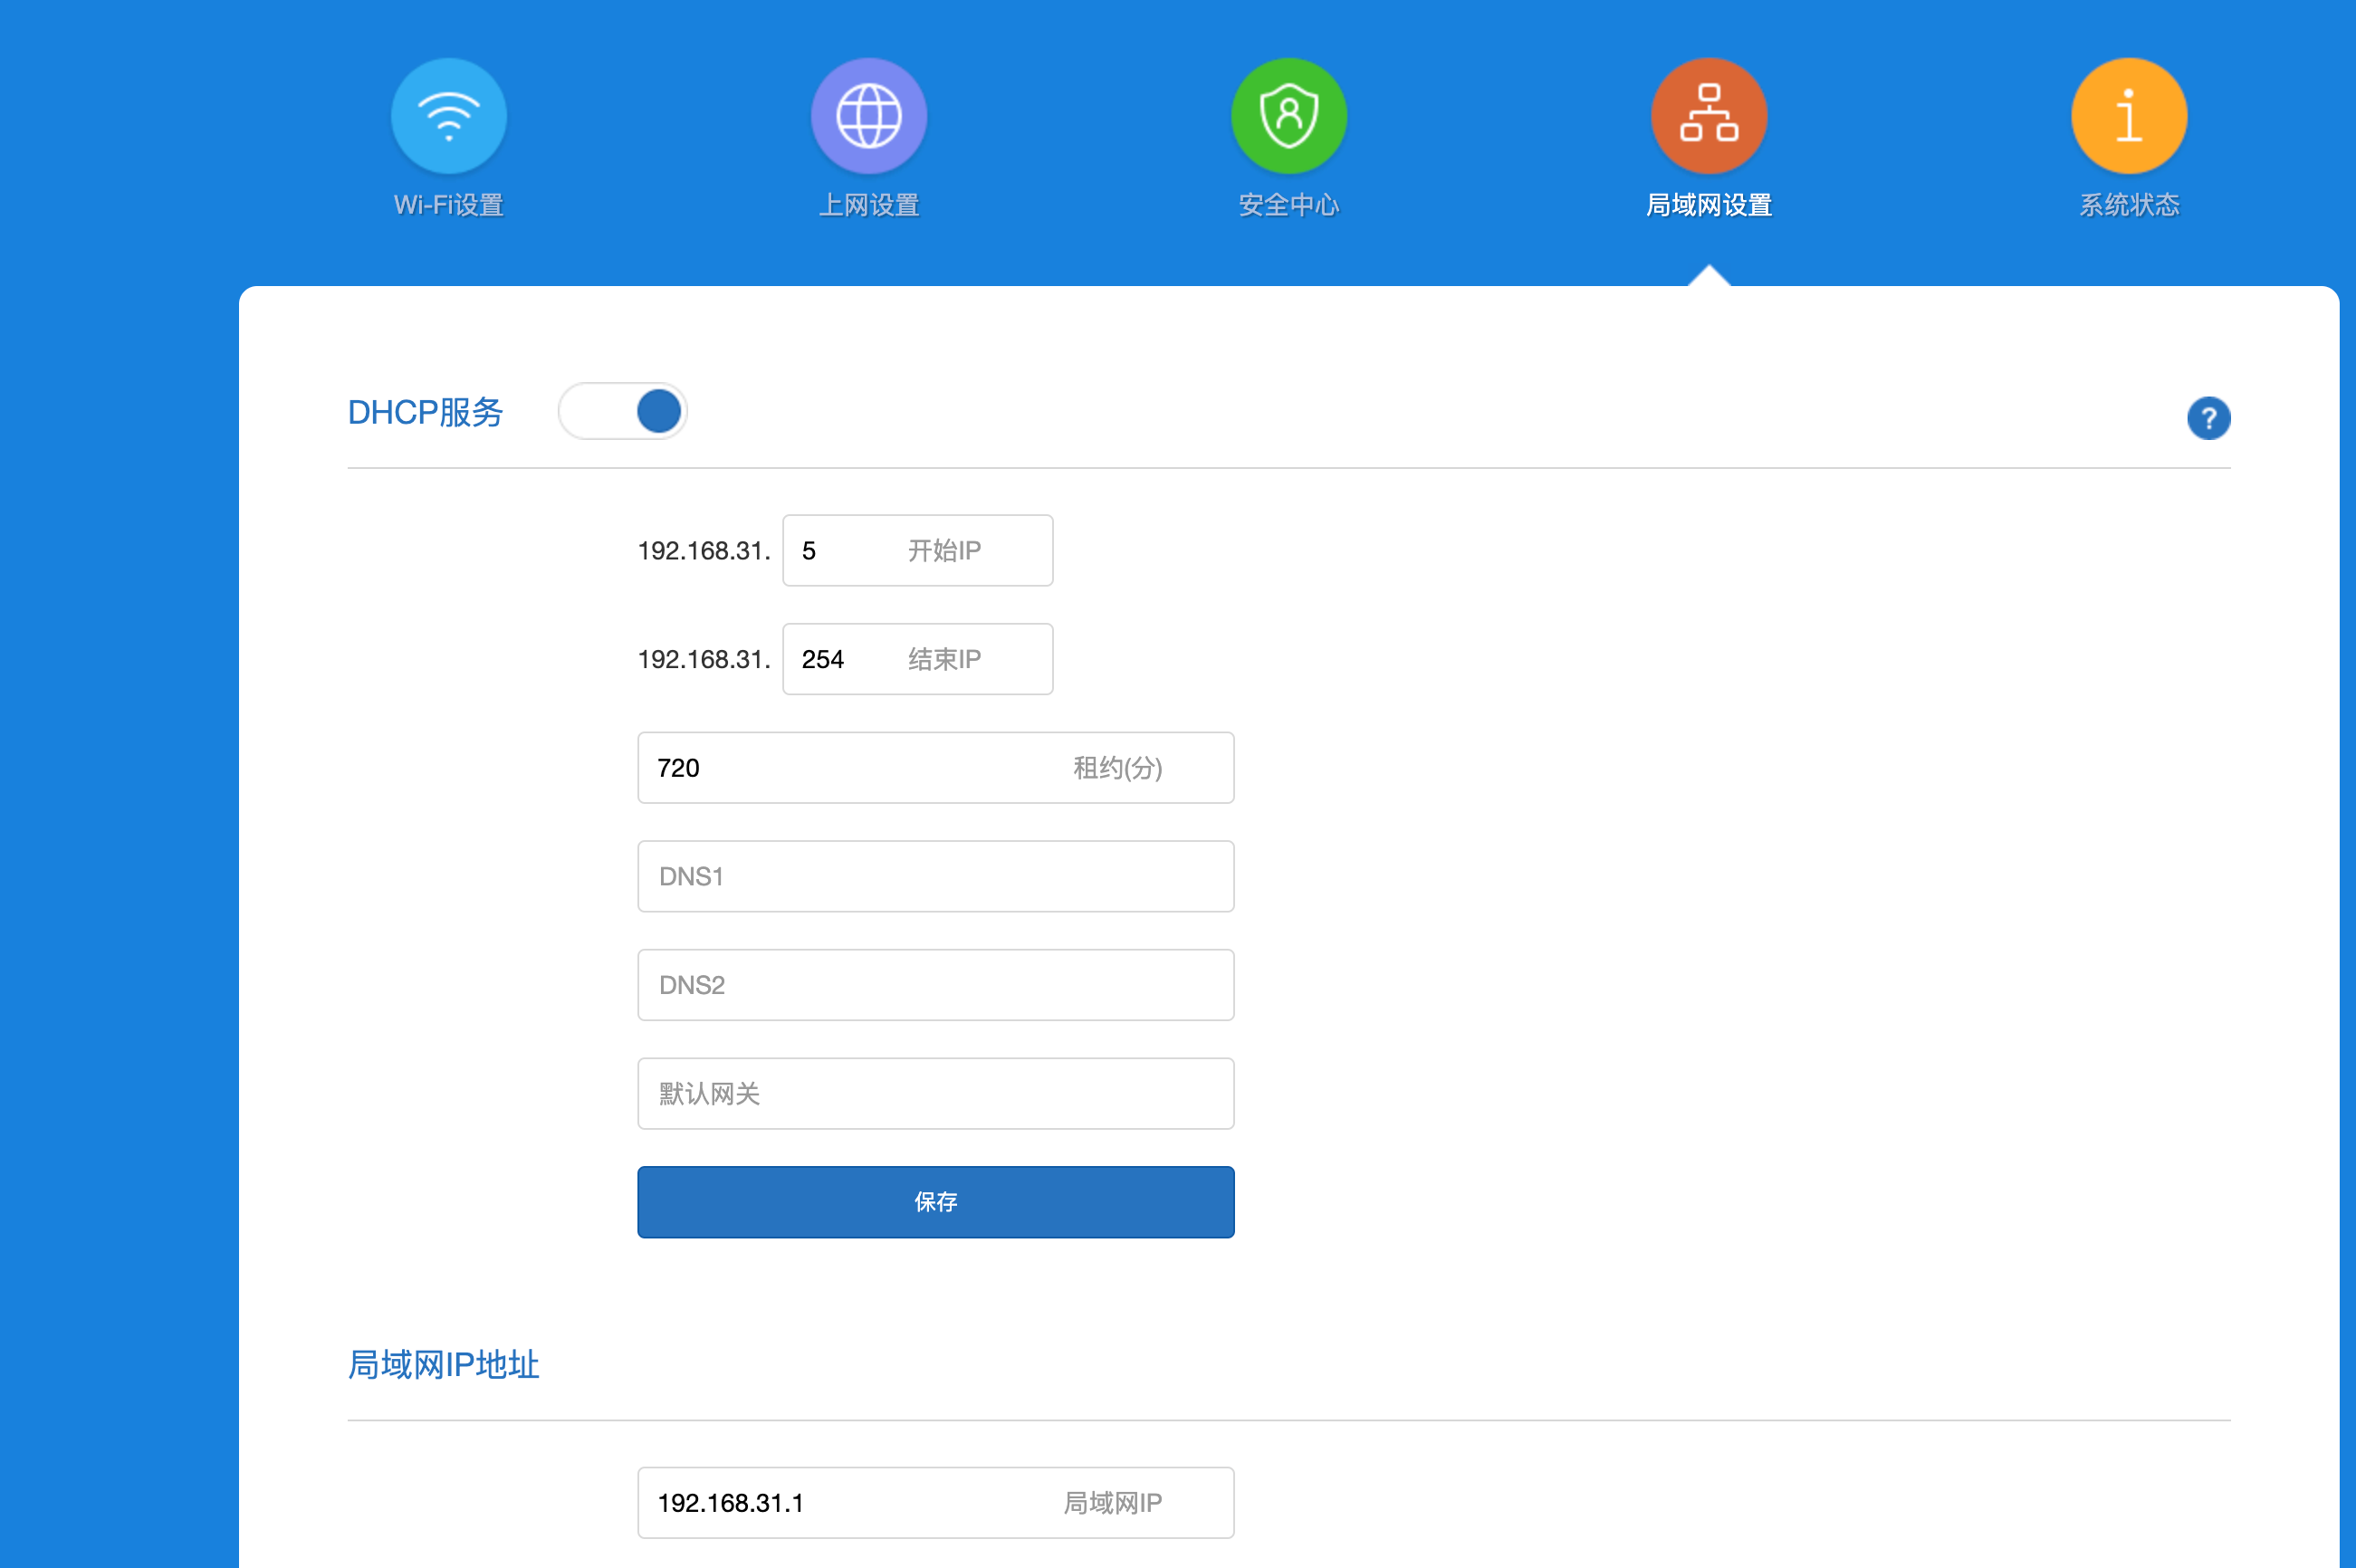 Wi-Fi设置 上网设置 安全中心 局域网设置 系统状态
DHCP服务 ?
192.168.31. 5 开始IP
192.168.31. 254 结束IP
720 租约(分)
DNS1
DNS2
默认网关
保存
局域网IP地址
192.168.31.1 局域网IP